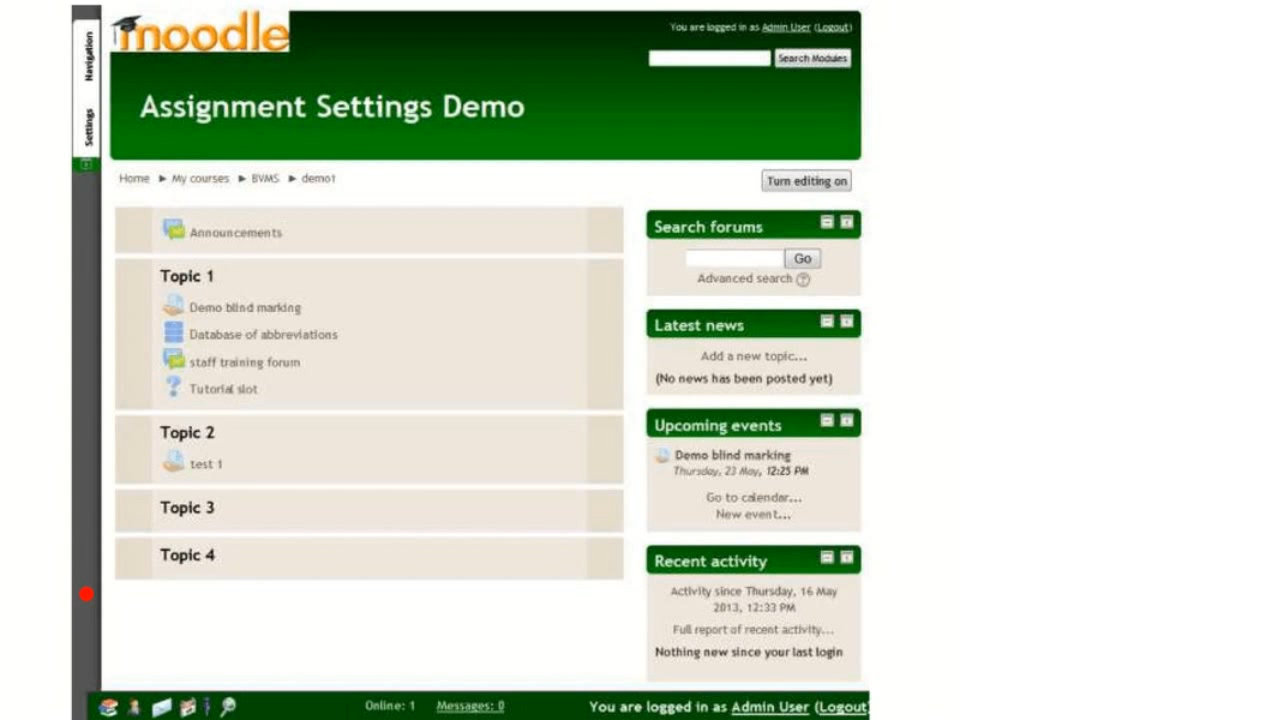 Navigation
Settings
moodle
You are logged in as Admin User (Logout)
Search Modules
Assignment Settings Demo
Home ► My courses ► BVMS ► demo1
Turn editing on
Announcements
Topic 1
Demo blind marking
Database of abbreviations
staff training forum
Tutorial slot
Topic 2
test 1
Topic 3
Topic 4
Search forums
Go
Advanced search
Latest news
Add a new topic...
(No news has been posted yet)
Upcoming events
Demo blind marking
Thursday, 23 May, 12:25 PM
Go to calendar...
New event...
Recent activity
Activity since Thursday, 16 May
2013, 12:33 PM
Full report of recent activity...
Nothing new since your last login
Online: 1 Messages: 0 You are logged in as Admin User (Logout